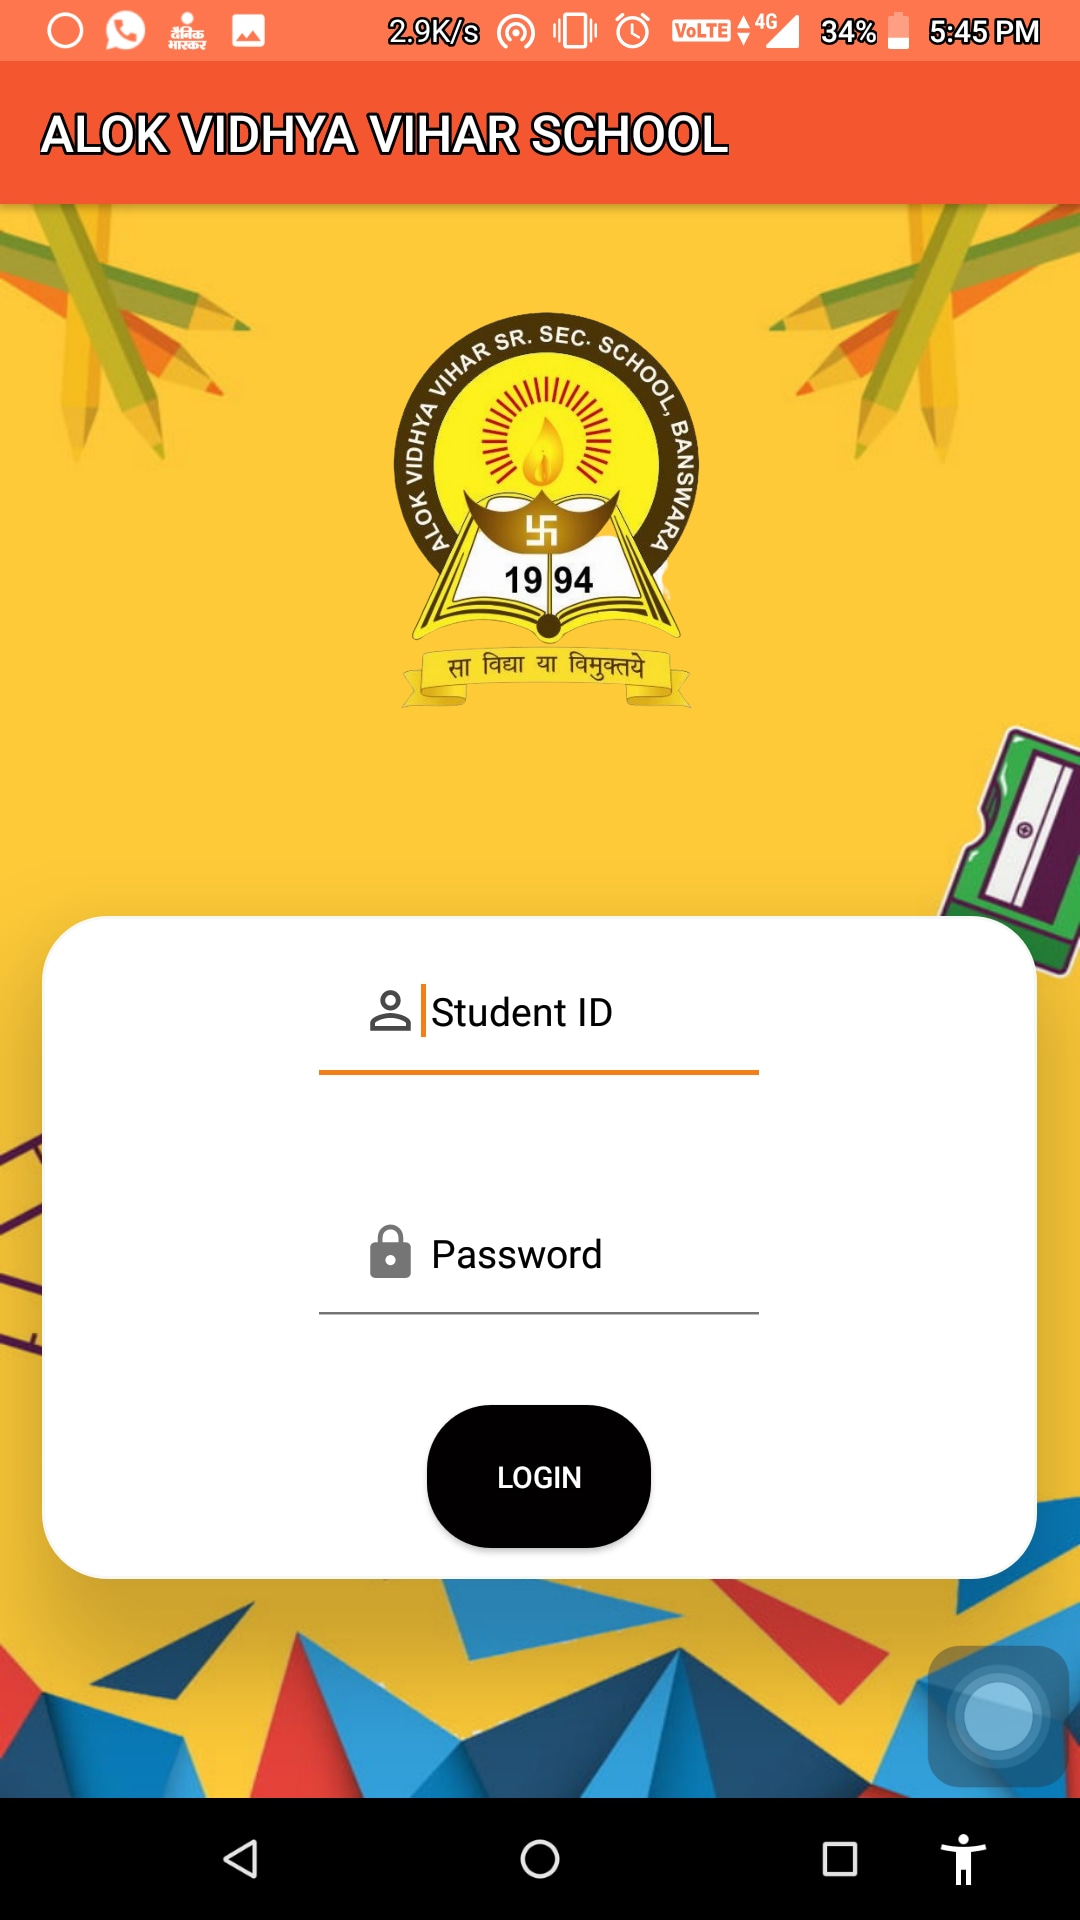 2.9K/s VoLTE 4G 34% 5:45 PM
दैनिक
भास्कर
ALOK VIDHYA VIHAR SCHOOL
ALOK VIDHYA VIHAR SR. SEC. SCHOOL, BANSWARA
1994
सा विद्या या विमुक्तये
Student ID
Password
LOGIN